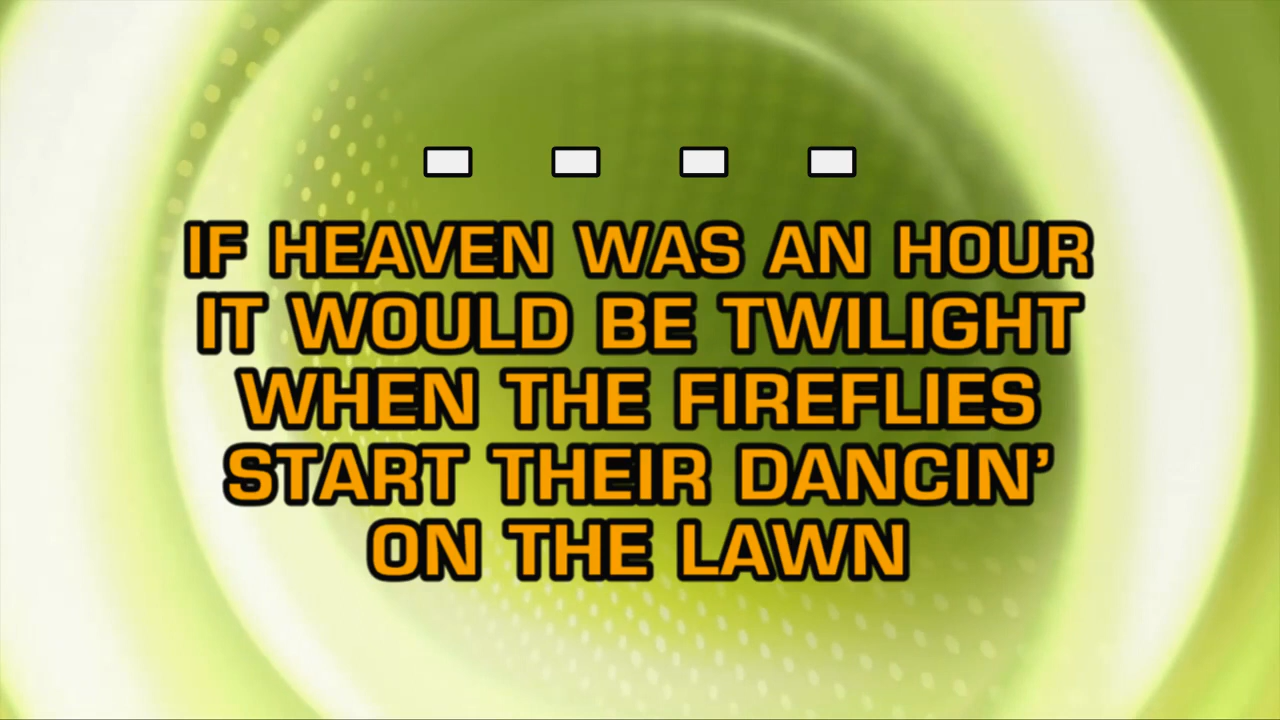 IF HEAVEN WAS AN HOUR
IT WOULD BE TWILIGHT
WHEN THE FIREFLIES
START THEIR DANCIN’
ON THE LAWN